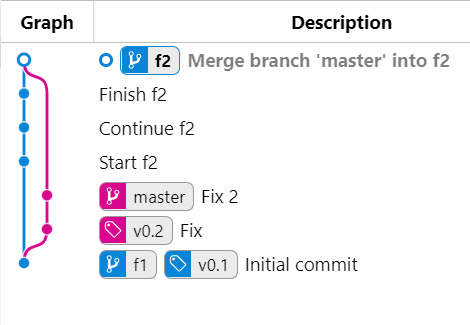 Graph Description
f2 Merge branch 'master' into f2
Finish f2
Continue f2
Start f2
master Fix 2
v0.2 Fix
f1 v0.1 Initial commit